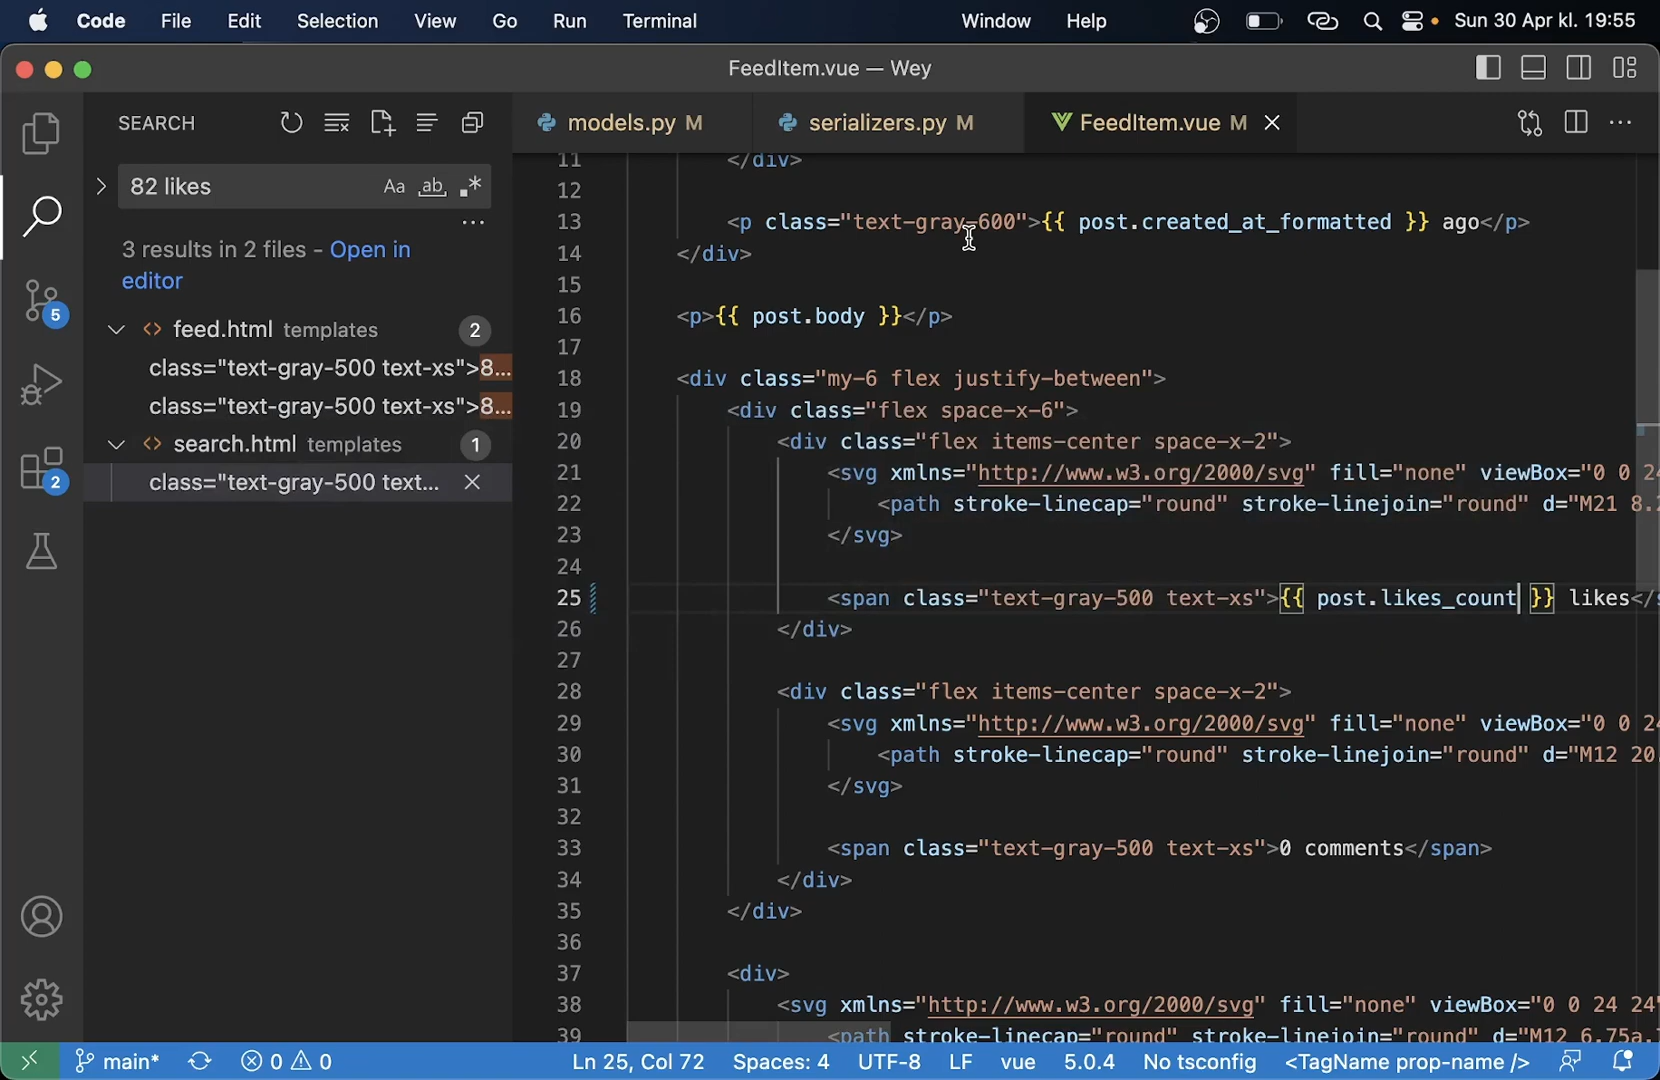 Code File Edit Selection View Go Run Terminal Window Help Sun 30 Apr kl. 19:55
FeedItem.vue — Wey
SEARCH
82 likes
Aa ab
3 results in 2 files - Open in
editor
feed.html templates 2
class="text-gray-500 text-xs">8...
class="text-gray-500 text-xs">8...
search.html templates 1
class="text-gray-500 text...
5
2
models.py M serializers.py M FeedItem.vue M
11 </div>
12
13 <p class="text-gray-600">{{ post.created_at_formatted }} ago</p>
14 </div>
15
16 <p>{{ post.body }}</p>
17
18 <div class="my-6 flex justify-between">
19 <div class="flex space-x-6">
20 <div class="flex items-center space-x-2">
21 <svg xmlns="http://www.w3.org/2000/svg" fill="none" viewBox="0 0 24
22 <path stroke-linecap="round" stroke-linejoin="round" d="M21 8.2
23 </svg>
24
25 <span class="text-gray-500 text-xs">{{ post.likes_count }} likes</s
26 </div>
27
28 <div class="flex items-center space-x-2">
29 <svg xmlns="http://www.w3.org/2000/svg" fill="none" viewBox="0 0 24
30 <path stroke-linecap="round" stroke-linejoin="round" d="M12 20.
31 </svg>
32
33 <span class="text-gray-500 text-xs">0 comments</span>
34 </div>
35 </div>
36
37 <div>
38 <svg xmlns="http://www.w3.org/2000/svg" fill="none" viewBox="0 0 24 24"
39 <path stroke-linecap="round" stroke-linejoin="round" d="M12 6.75a.
main* 0 0 Ln 25, Col 72 Spaces: 4 UTF-8 LF vue 5.0.4 No tsconfig <TagName prop-name />